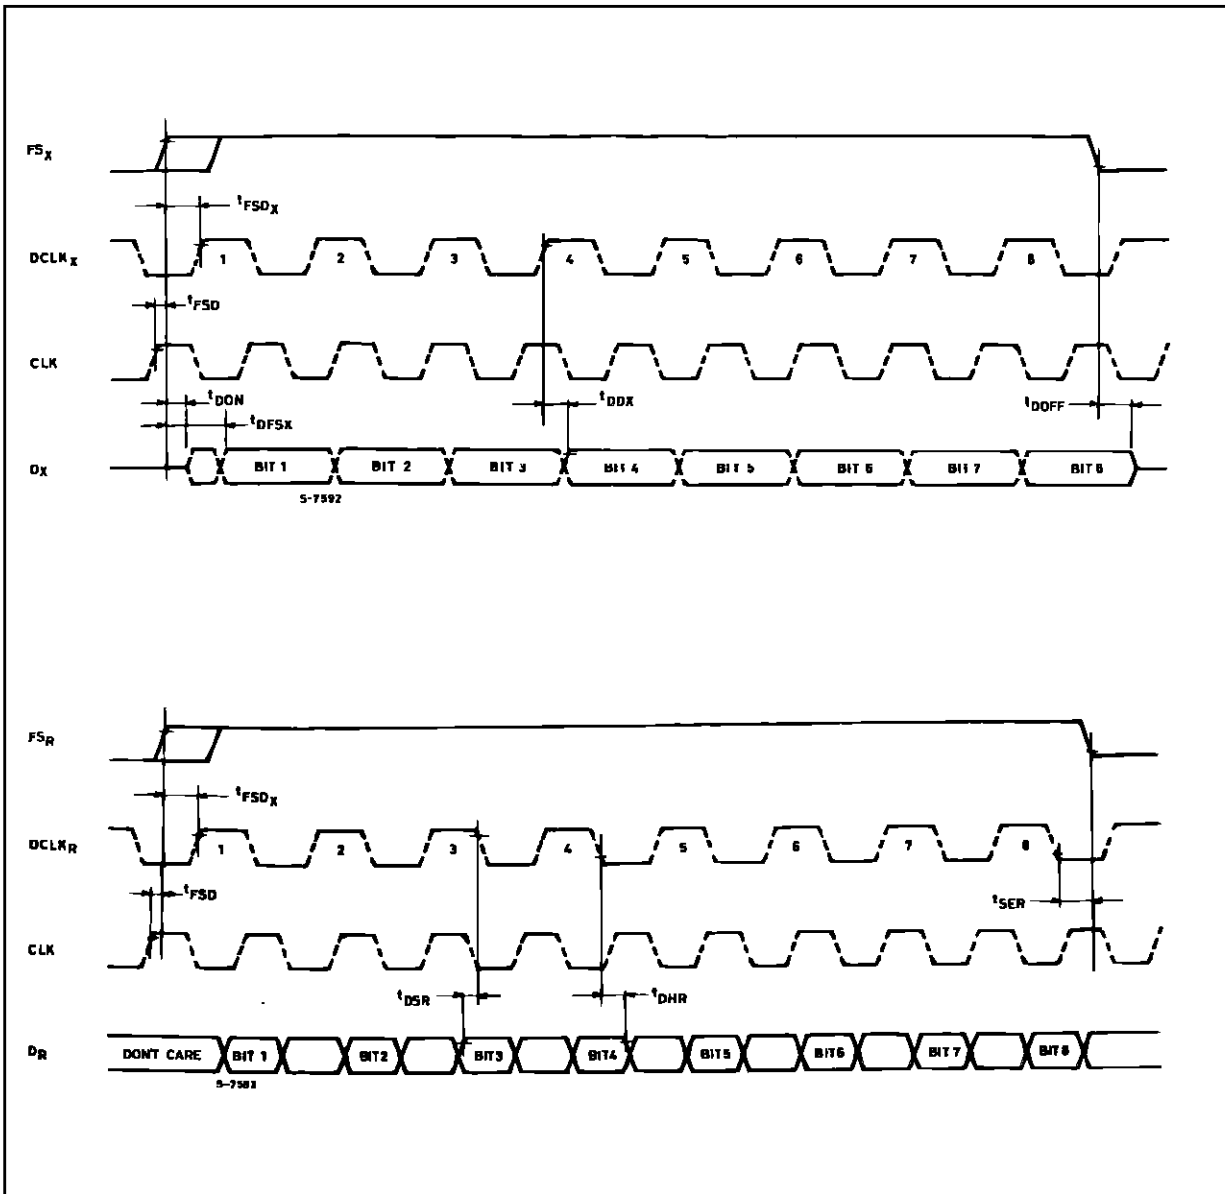 FSX
tFSDX
DCLKX
1 2 3 4 5 6 7 8
tFSD
CLK
tDON
tDDX
tDOFF
tDFSX
DX
BIT 1 BIT 2 BIT 3 BIT 4 BIT 5 BIT 6 BIT 7 BIT 8
S-7592
FSR
tFSDX
DCLKR
1 2 3 4 5 6 7 8
tFSD
tSER
CLK
tDSR
tDHR
DR
DON'T CARE BIT 1 BIT2 BIT3 BIT4 BIT5 BIT6 BIT7 BIT8